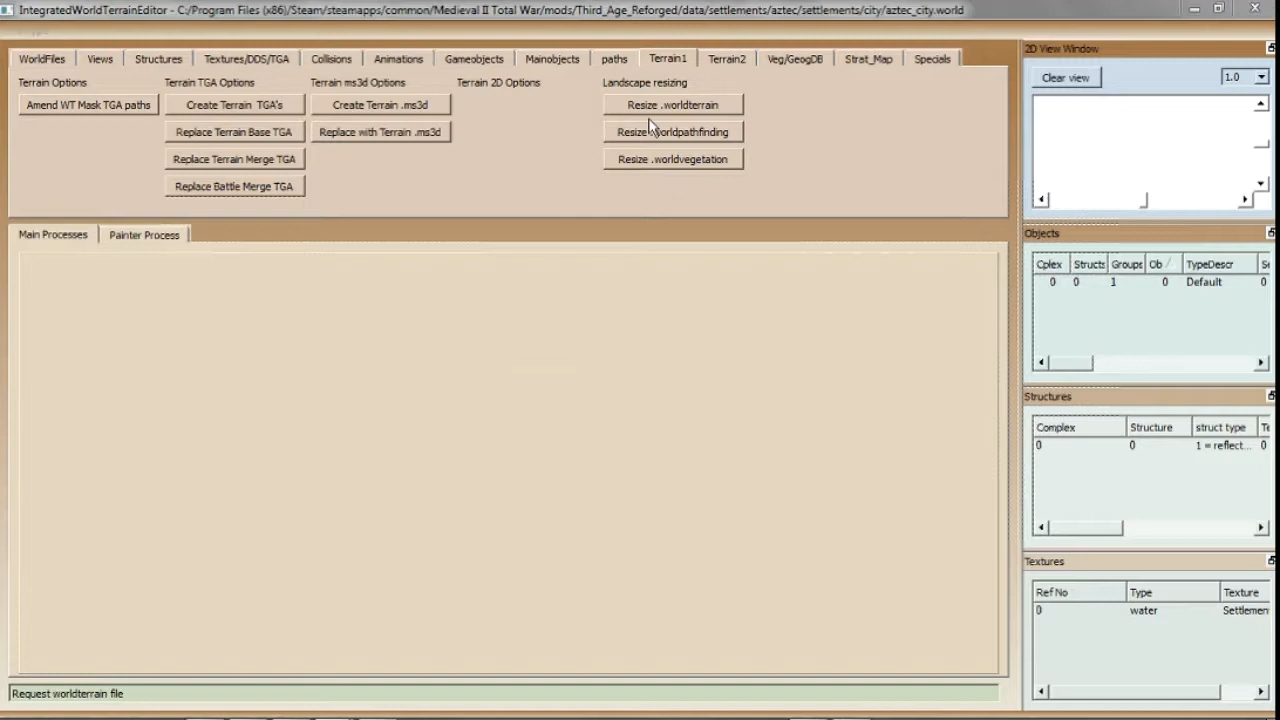 IntegratedWorldTerrainEditor - C:/Program Files (x86)/Steam/steamapps/common/Medieval II Total War/mods/Third_Age_Reforged/data/settlements/aztec/settlements/city/aztec_city.world
WorldFiles Views Structures Textures/DDS/TGA Collisions Animations Gameobjects Mainobjects paths Terrain1 Terrain2 Veg/GeogDB Strat_Map Specials
Terrain Options Terrain TGA Options Terrain ms3d Options Terrain 2D Options Landscape resizing
Amend WT Mask TGA paths Create Terrain TGA's Create Terrain .ms3d Resize .worldterrain
Replace Terrain Base TGA Replace with Terrain .ms3d Resize .worldpathfinding
Replace Terrain Merge TGA Resize .worldvegetation
Replace Battle Merge TGA
Main Processes Painter Process
Request worldterrain file
2D View Window
Clear view 1.0
Objects
Cplex Structs Groups Ob TypeDescr
0 0 1 0 Default 0
Structures
Complex Structure struct type
0 0 1 = reflect... 0
Textures
Ref No Type Texture
0 water Settlemen